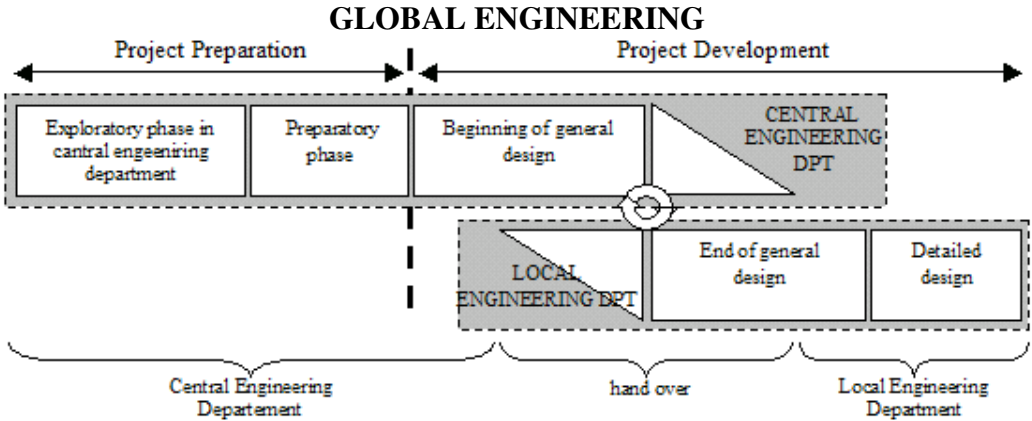 GLOBAL ENGINEERING
Project Preparation
Project Development
Exploratory phase in
cantral engeeniring
department
Preparatory
phase
Beginning of general
design
CENTRAL
ENGINEERING
DPT
LOCAL
ENGINEERING DPT
End of general
design
Detailed
design
Central Engineering
Departement
hand over
Local Engineering
Department